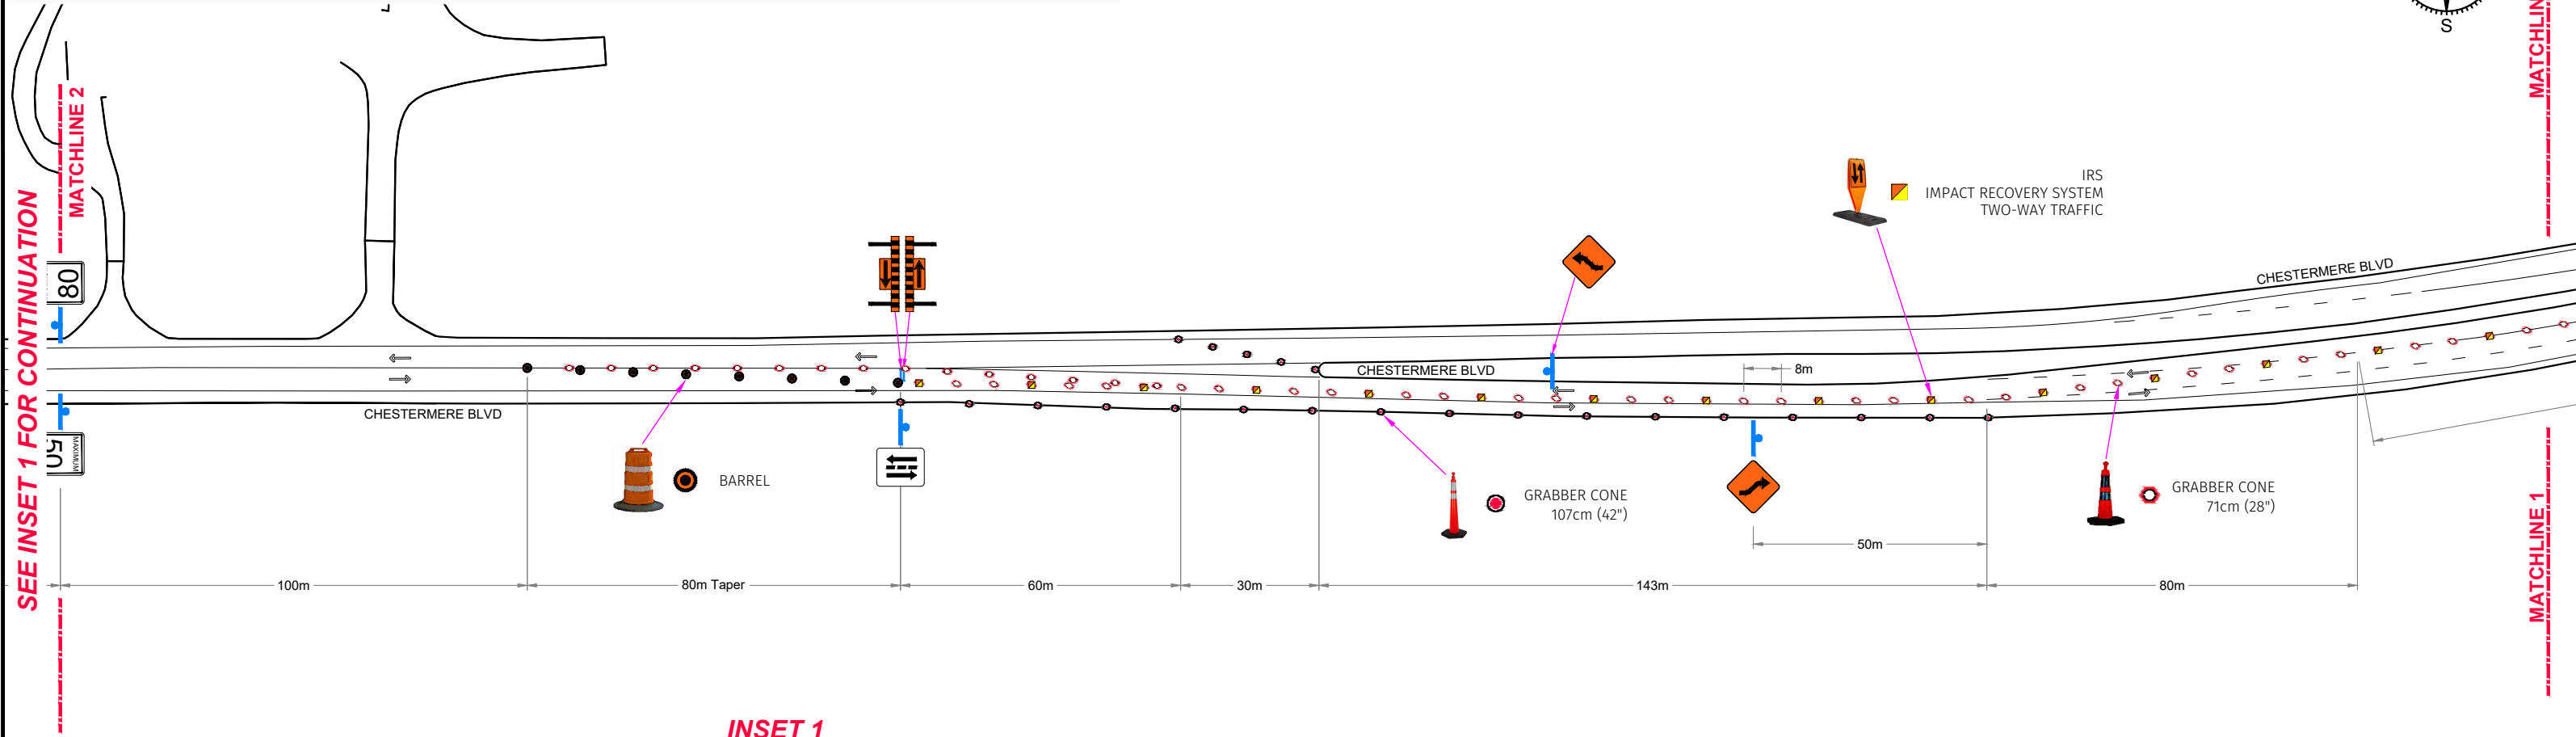 S
MATCHLINE 2
MATCHLIN
SEE INSET 1 FOR CONTINUATION
80
IRS
IMPACT RECOVERY SYSTEM
TWO-WAY TRAFFIC
CHESTERMERE BLVD
CHESTERMERE BLVD
8m
CHESTERMERE BLVD
MAXIMUM
50
BARREL
GRABBER CONE
107cm (42")
GRABBER CONE
71cm (28")
MATCHLINE 1
50m
100m
80m Taper
60m
30m
143m
80m
INSET 1